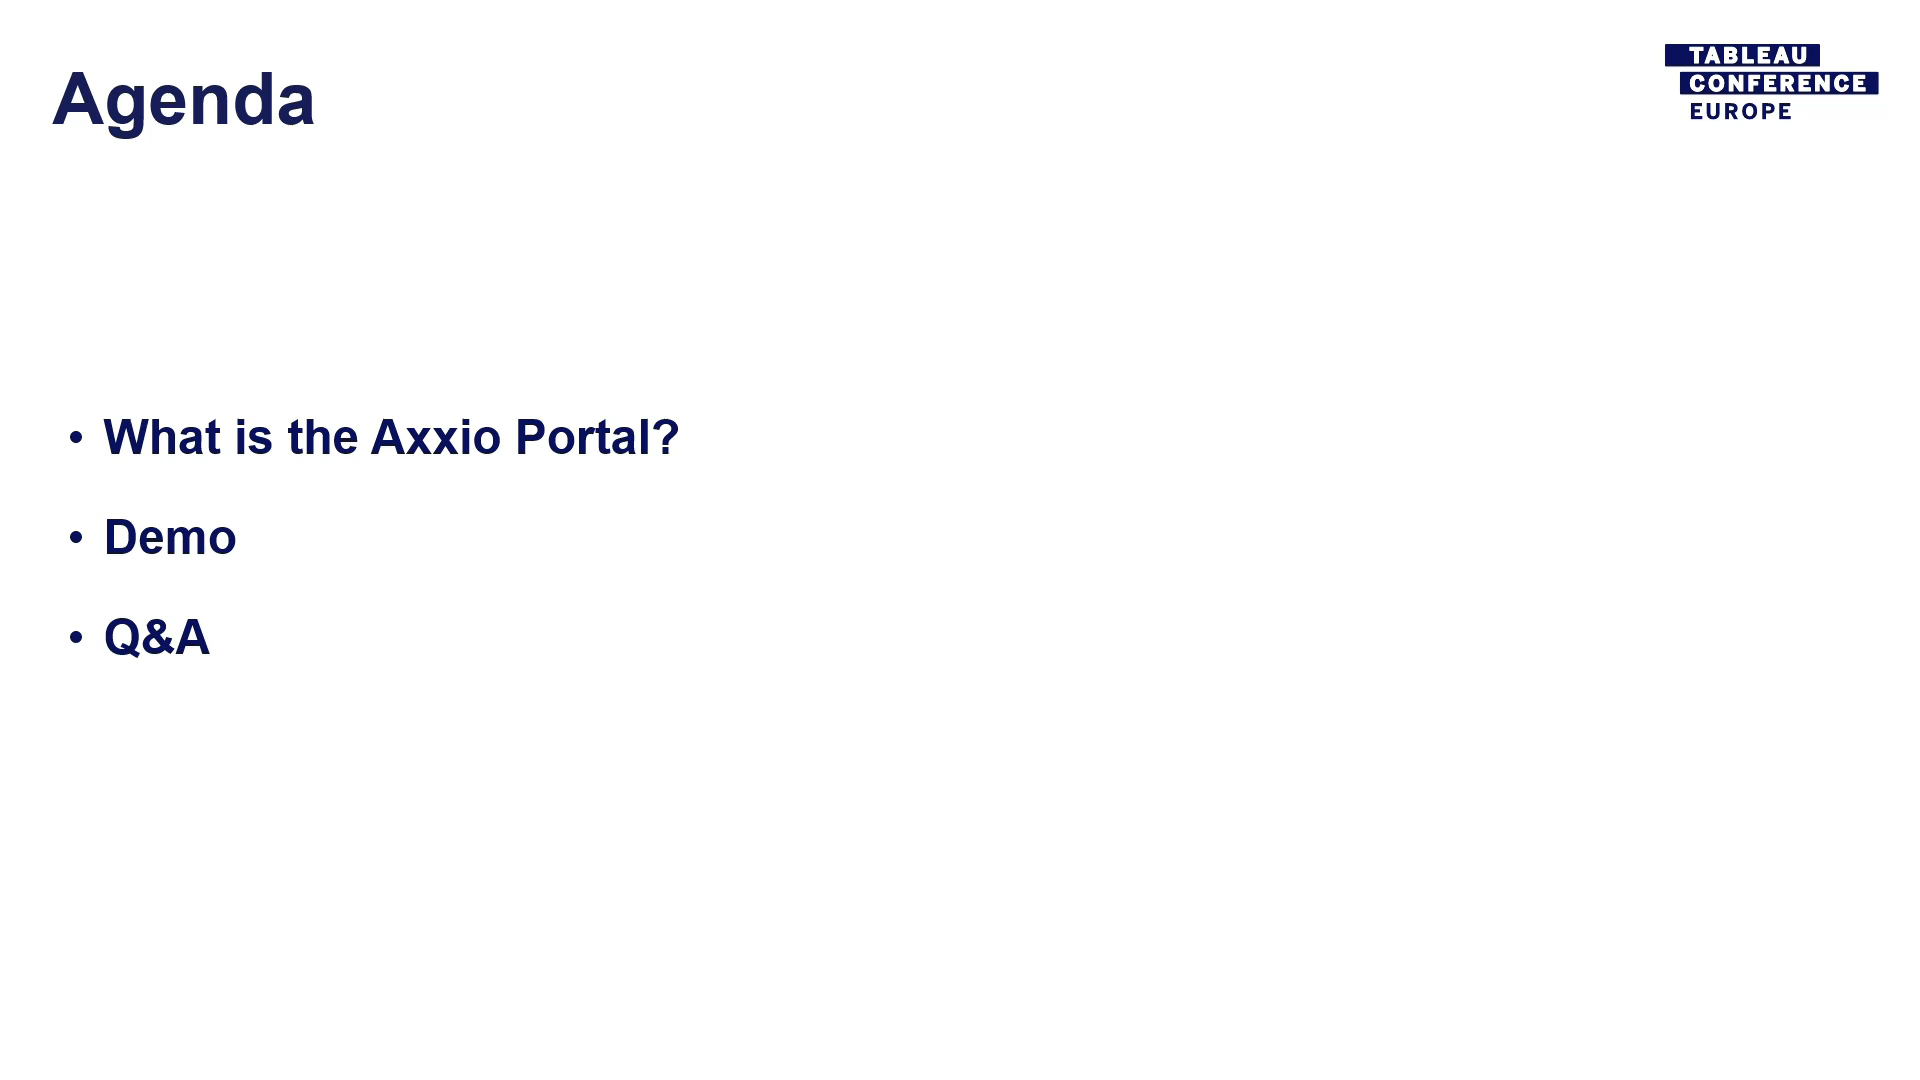 Agenda
TABLEAU
CONFERENCE
EUROPE
• What is the Axxio Portal?
• Demo
• Q&A